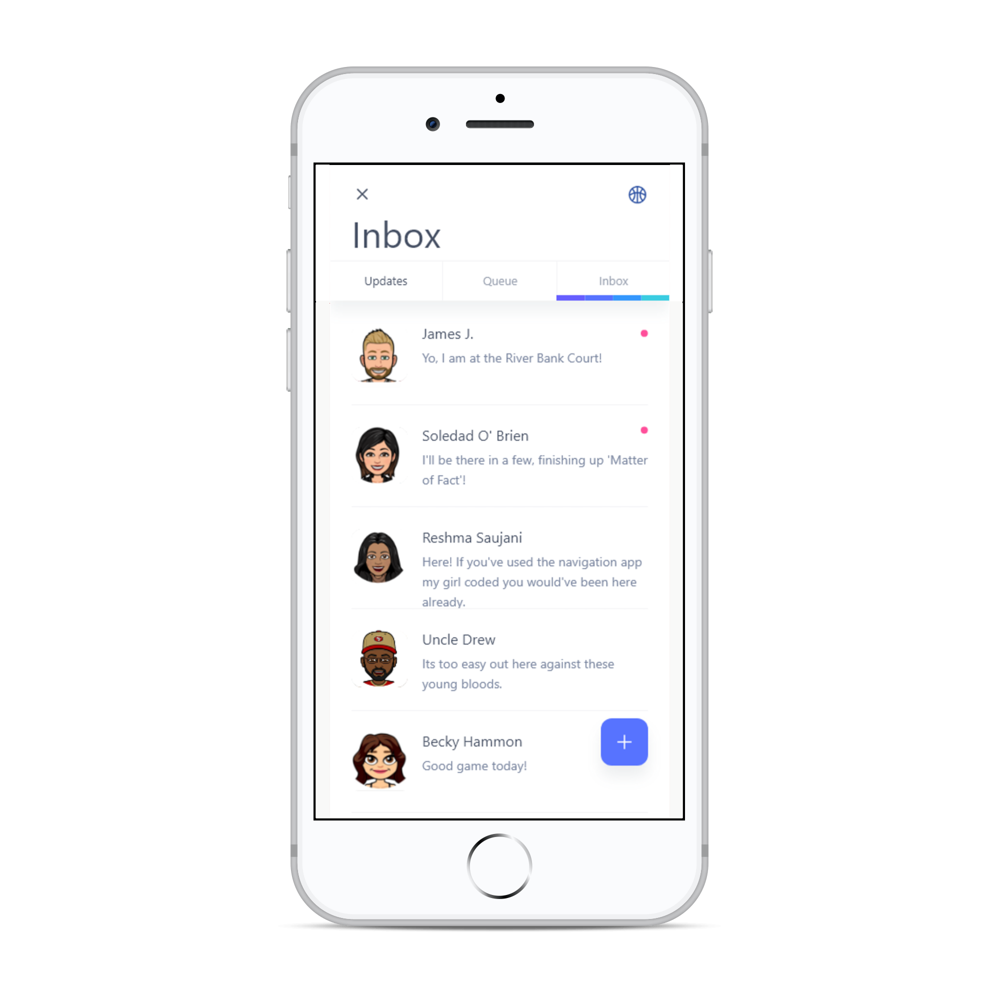 Inbox
Updates
Queue
Inbox
James J.
Yo, I am at the River Bank Court!
Soledad O' Brien
I'll be there in a few, finishing up 'Matter
of Fact'!
Reshma Saujani
Here! If you've used the navigation app
my girl coded you would've been here
already.
Uncle Drew
Its too easy out here against these
young bloods.
Becky Hammon
Good game today!